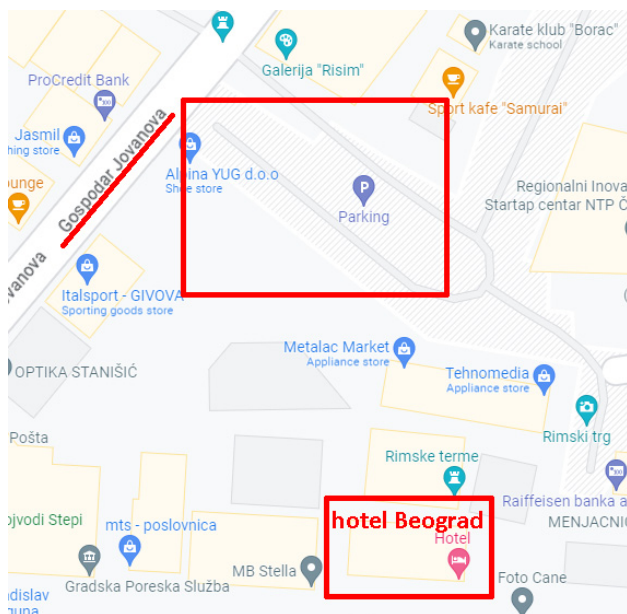 Karate klub "Borac"
Karate school
Galerija "Risim"
ProCredit Bank
Sport kafe "Samurai"
Jasmil
hing store
Gospodar Jovanova
Alpina YUG d.o.o
Shoe store
ounge
Parking
Regionalni Inova
Startap centar NTP Č
ovanova
Italsport - GIVOVA
Sporting goods store
Metalac Market
Appliance store
OPTIKA STANIŠIĆ
Tehnomedia
Appliance store
Pošta
Rimski trg
Rimske terme
Raiffeisen banka a
MENJAČNIC
hotel Beograd
ojvodi Stepi
mts - poslovnica
Hotel
MB Stella
Gradska Poreska Služba
Foto Cane
adislav
guna